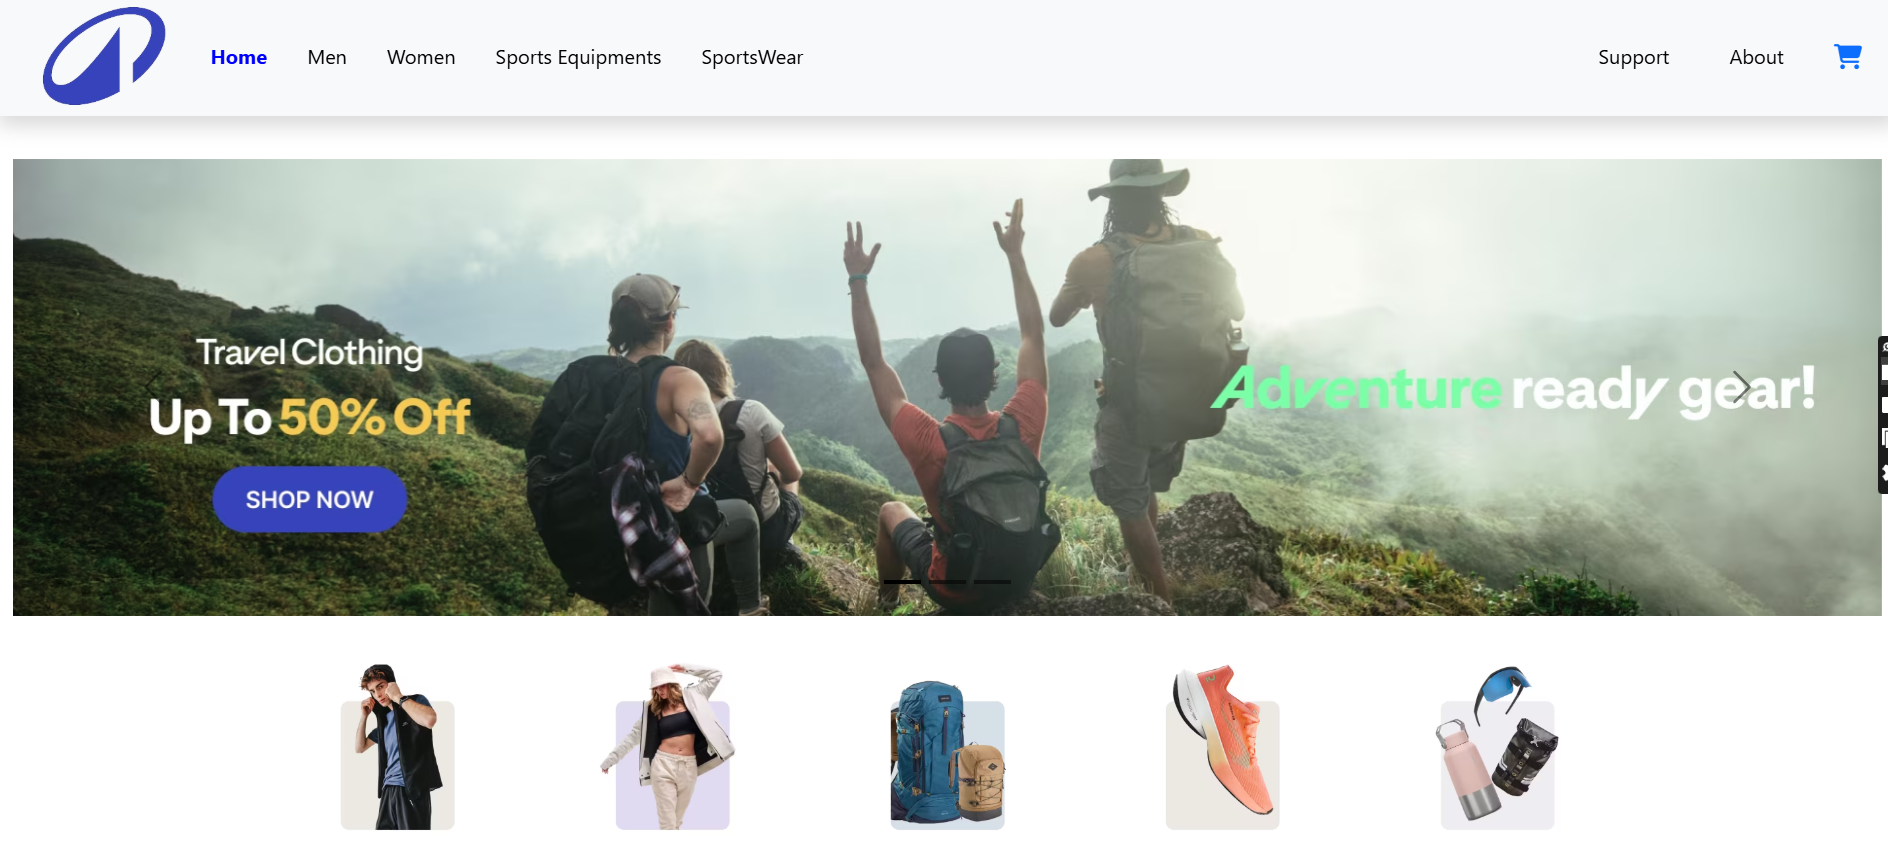 Home Men Women Sports Equipments SportsWear Support About
Travel Clothing
Up To 50% Off
SHOP NOW
Adventure ready gear!